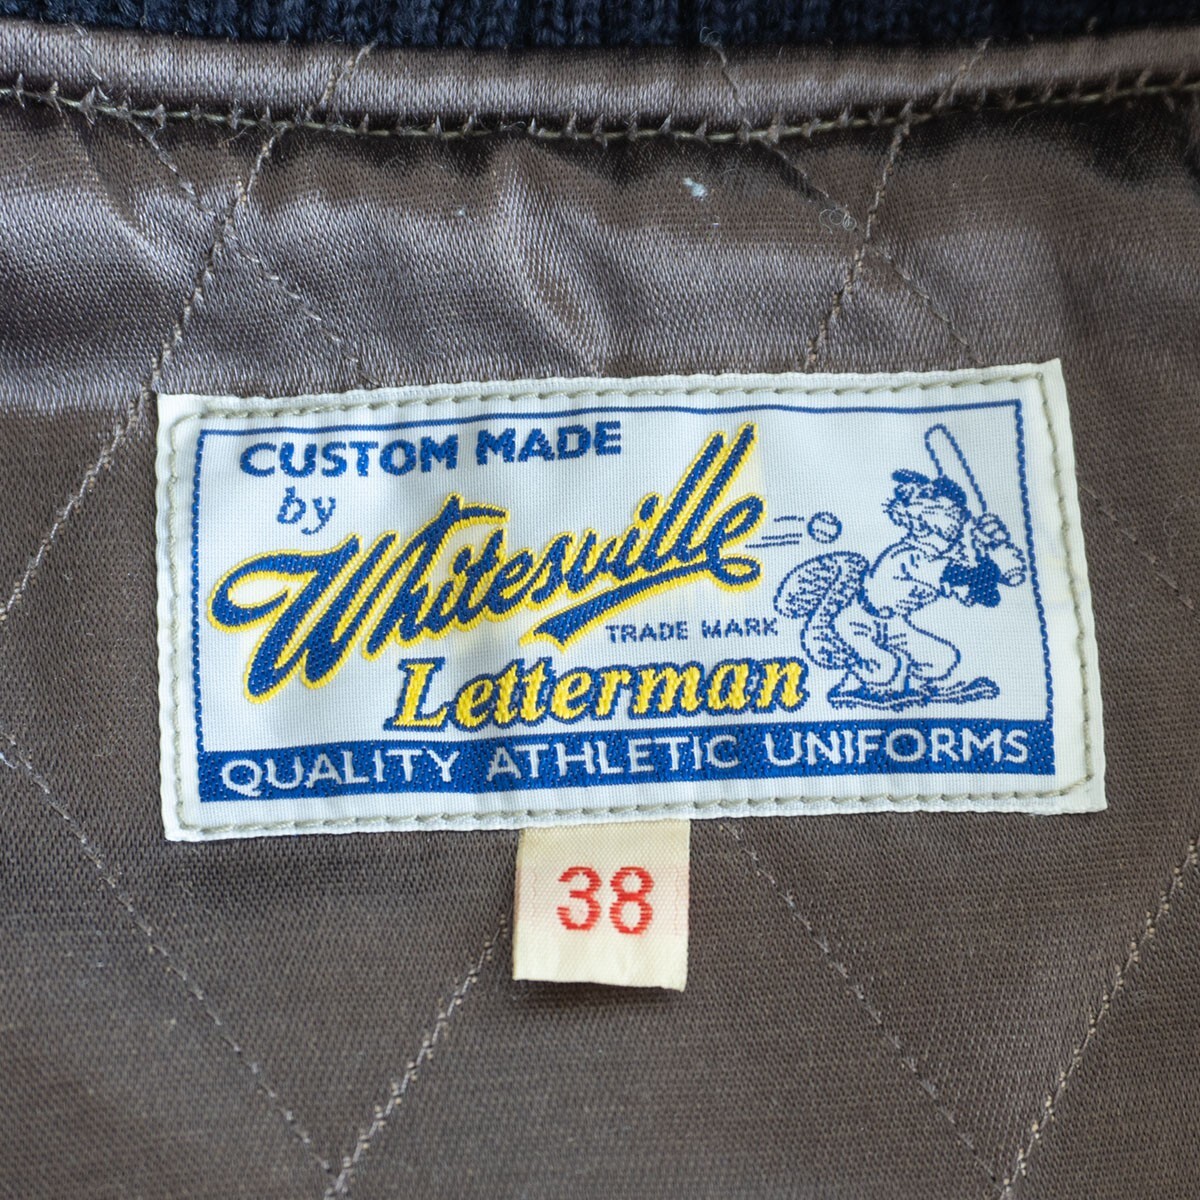 CUSTOM MADE
by
Whitesville
TRADE MARK
Letterman
QUALITY ATHLETIC UNIFORMS
38